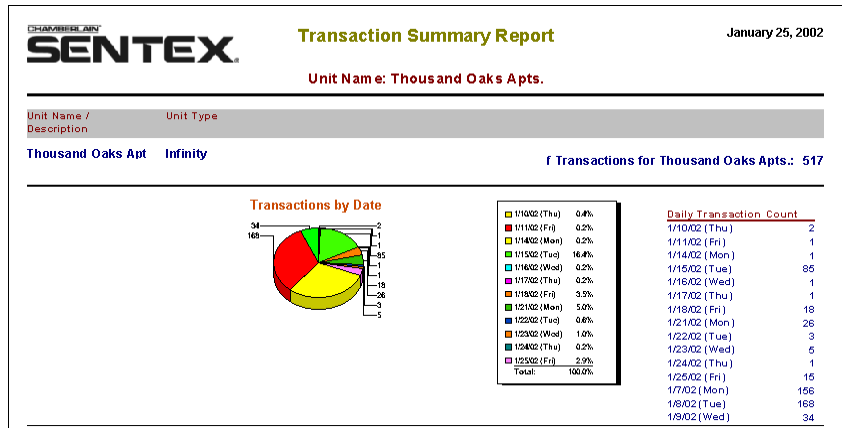 CHAMBERLAIN
SENTEX.
Transaction Summary Report
January 25, 2002
Unit Name: Thousand Oaks Apts.
Unit Name / Description
Unit Type
Thousand Oaks Apt
Infinity
f Transactions for Thousand Oaks Apts.: 517
Transactions by Date
34
168
2
1
1
85
1
1
18
26
3
5
1/10/02 (Thu) 0.4%
1/11/02 (Fri) 0.2%
1/14/02 (Mon) 0.2%
1/15/02 (Tue) 16.4%
1/16/02 (Wed) 0.2%
1/17/02 (Thu) 0.2%
1/18/02 (Fri) 3.5%
1/21/02 (Mon) 5.0%
1/22/02 (Tue) 0.6%
1/23/02 (Wed) 1.0%
1/24/02 (Thu) 0.2%
1/25/02 (Fri) 2.9%
Total: 100.0%
Daily Transaction Count
1/10/02 (Thu) 2
1/11/02 (Fri) 1
1/14/02 (Mon) 1
1/15/02 (Tue) 85
1/16/02 (Wed) 1
1/17/02 (Thu) 1
1/18/02 (Fri) 18
1/21/02 (Mon) 26
1/22/02 (Tue) 3
1/23/02 (Wed) 5
1/24/02 (Thu) 1
1/25/02 (Fri) 15
1/7/02 (Mon) 156
1/8/02 (Tue) 168
1/9/02 (Wed) 34